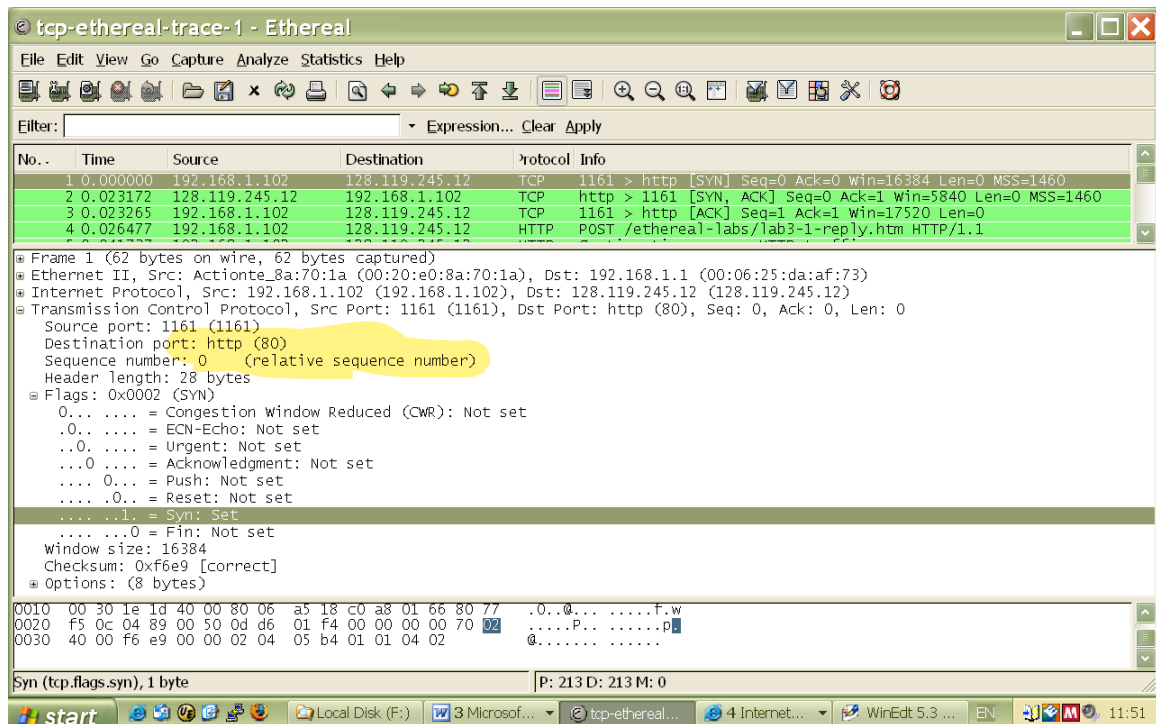 tcp-ethereal-trace-1 - Ethereal
File Edit View Go Capture Analyze Statistics Help
Filter: Expression... Clear Apply
No. . Time Source Destination Protocol Info
1 0.000000 192.168.1.102 128.119.245.12 TCP 1161 > http [SYN] Seq=0 Ack=0 Win=16384 Len=0 MSS=1460
2 0.023172 128.119.245.12 192.168.1.102 TCP http > 1161 [SYN, ACK] Seq=0 Ack=1 Win=5840 Len=0 MSS=1460
3 0.023265 192.168.1.102 128.119.245.12 TCP 1161 > http [ACK] Seq=1 Ack=1 Win=17520 Len=0
4 0.026477 192.168.1.102 128.119.245.12 HTTP POST /ethereal-labs/lab3-1-reply.htm HTTP/1.1
Frame 1 (62 bytes on wire, 62 bytes captured)
Ethernet II, Src: Actionte_8a:70:1a (00:20:e0:8a:70:1a), Dst: 192.168.1.1 (00:06:25:da:af:73)
Internet Protocol, Src: 192.168.1.102 (192.168.1.102), Dst: 128.119.245.12 (128.119.245.12)
Transmission Control Protocol, Src Port: 1161 (1161), Dst Port: http (80), Seq: 0, Ack: 0, Len: 0
Source port: 1161 (1161)
Destination port: http (80)
Sequence number: 0 (relative sequence number)
Header length: 28 bytes
Flags: 0x0002 (SYN)
0... .... = Congestion Window Reduced (CWR): Not set
.0.. .... = ECN-Echo: Not set
..0. .... = Urgent: Not set
...0 .... = Acknowledgment: Not set
.... 0... = Push: Not set
.... .0.. = Reset: Not set
.... ..1. = Syn: Set
.... ...0 = Fin: Not set
Window size: 16384
Checksum: 0xf6e9 [correct]
Options: (8 bytes)
0010 00 30 1e 1d 40 00 80 06 a5 18 c0 a8 01 66 80 77 .0..@... .....f.w
0020 f5 0c 04 89 00 50 0d d6 01 f4 00 00 00 00 70 02 .....P.. ......p.
0030 40 00 f6 e9 00 00 02 04 05 b4 01 01 04 02 @....... ......
Syn (tcp.flags.syn), 1 byte P: 213 D: 213 M: 0
start Local Disk (F:) 3 Microsof... tcp-ethereal... 4 Internet... WinEdt 5.3 ... EN 11:51